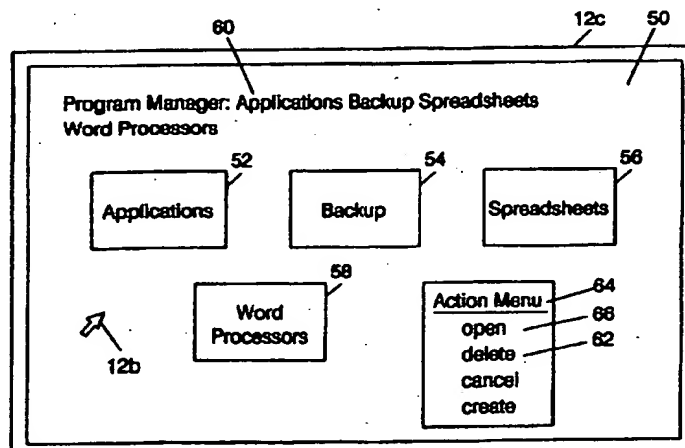 12c
60
50
Program Manager: Applications Backup Spreadsheets
Word Processors
52
54
56
Applications
Backup
Spreadsheets
58
64
Word
Processors
Action Menu
66
open
62
delete
12b
cancel
create